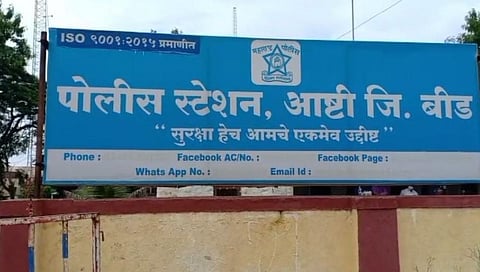 ISO ९००१:२०१५ प्रमाणीत
महाराष्ट्र पोलिस
पोलीस स्टेशन, आष्टी जि. बीड
“सुरक्षा हेच आमचे एकमेव उद्दीष्ट”
Phone : Facebook AC/No. : Facebook Page :
Whats App No. : Email Id :